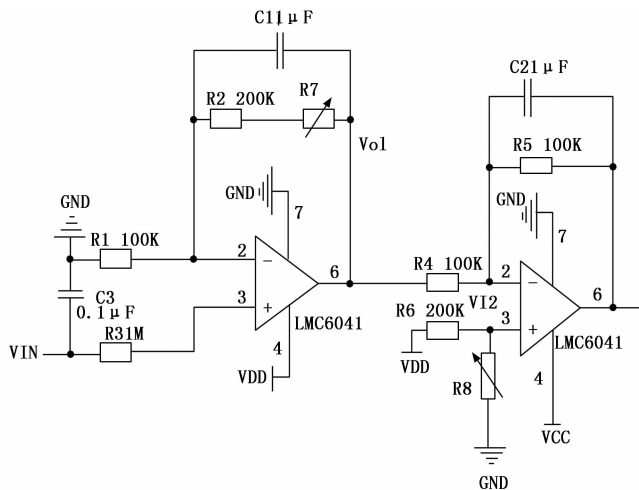 C11μF
R2 200K
R7
Vo1
GND
7
GND
R1 100K
2
−
6
3
+
C3
0.1μF
R31M
VIN
LMC6041
4
VDD
C21μF
R5 100K
GND
7
R4 100K
2
−
VI2
6
R6 200K
3
+
VDD
LMC6041
R8
4
VCC
GND